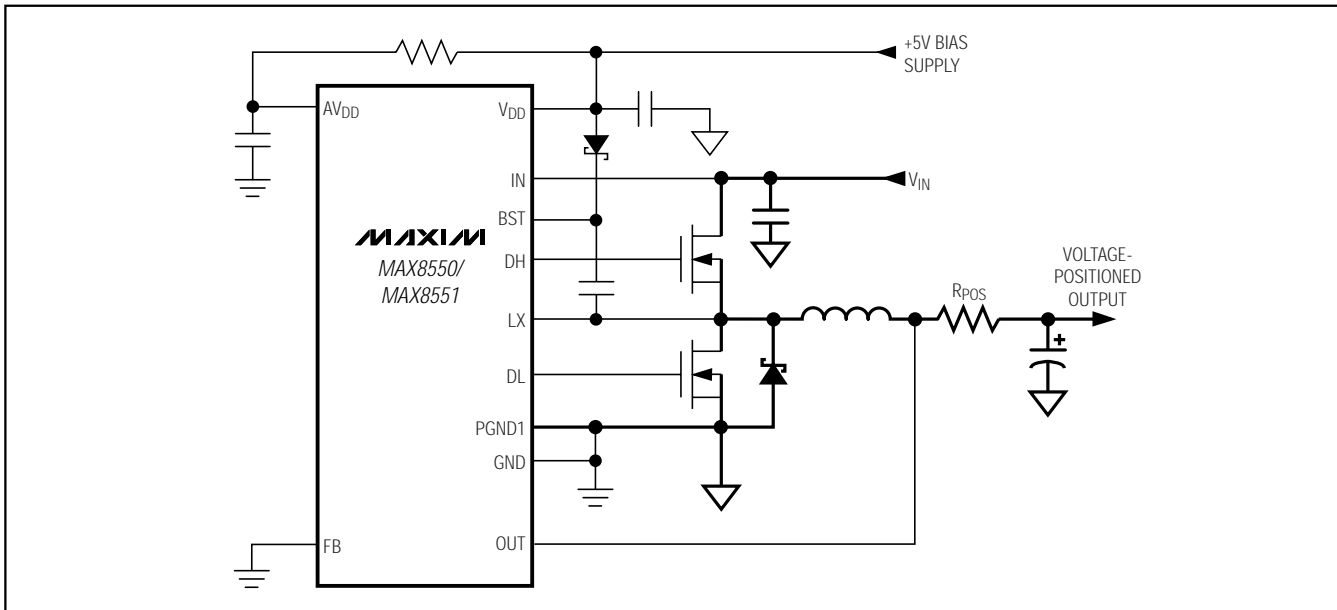 +5V BIAS
SUPPLY
AVDD
VDD
IN
VIN
BST
MAXIM
MAX8550/
MAX8551
DH
VOLTAGE-
POSITIONED
OUTPUT
RPOS
LX
+
DL
PGND1
GND
FB
OUT